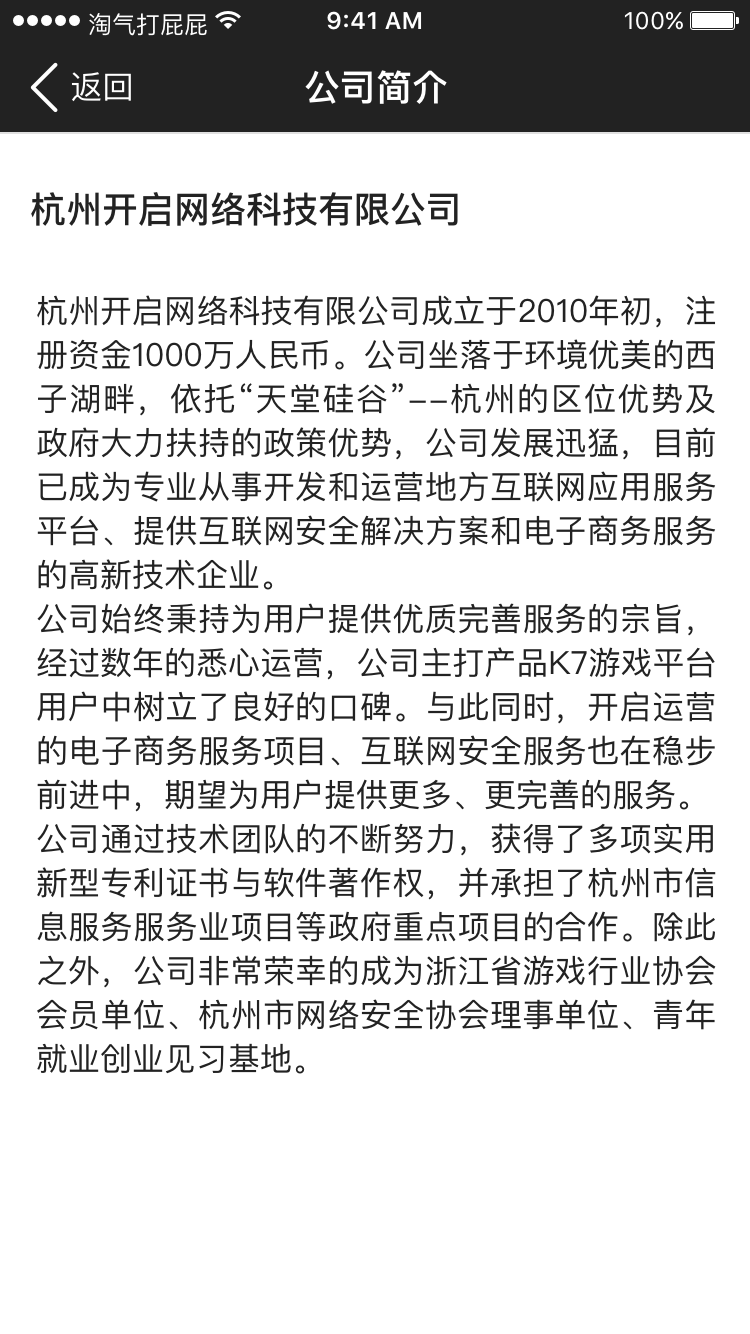 淘气打屁屁 9:41 AM 100%
返回 公司简介
杭州开启网络科技有限公司
杭州开启网络科技有限公司成立于2010年初，注
册资金1000万人民币。公司坐落于环境优美的西
子湖畔，依托“天堂硅谷”--杭州的区位优势及
政府大力扶持的政策优势，公司发展迅猛，目前
已成为专业从事开发和运营地方互联网应用服务
平台、提供互联网安全解决方案和电子商务服务
的高新技术企业。
公司始终秉持为用户提供优质完善服务的宗旨，
经过数年的悉心运营，公司主打产品K7游戏平台
用户中树立了良好的口碑。与此同时，开启运营
的电子商务服务项目、互联网安全服务也在稳步
前进中，期望为用户提供更多、更完善的服务。
公司通过技术团队的不断努力，获得了多项实用
新型专利证书与软件著作权，并承担了杭州市信
息服务服务业项目等政府重点项目的合作。除此
之外，公司非常荣幸的成为浙江省游戏行业协会
会员单位、杭州市网络安全协会理事单位、青年
就业创业见习基地。